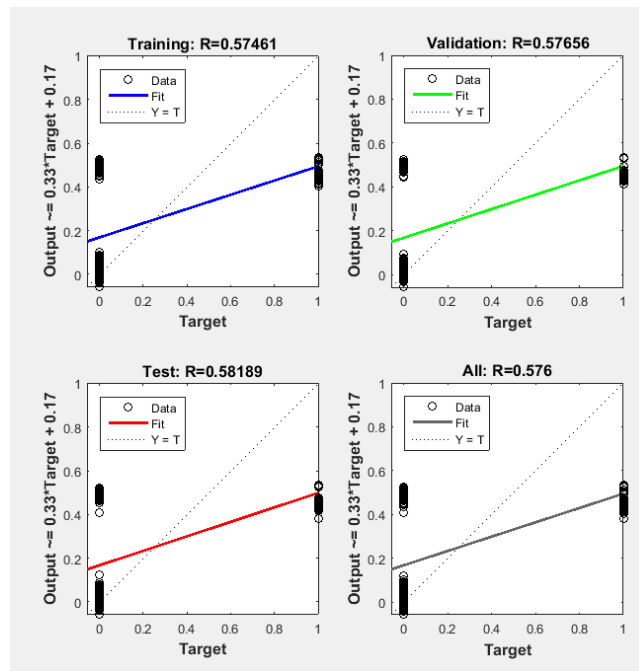 Training: R=0.57461
Output ~= 0.33*Target + 0.17
1
0.8
0.6
0.4
0.2
0
Data
Fit
Y = T
0
0.2
0.4
0.6
0.8
1
Target
Validation: R=0.57656
Output ~= 0.33*Target + 0.17
1
0.8
0.6
0.4
0.2
0
Data
Fit
Y = T
0
0.2
0.4
0.6
0.8
1
Target
Test: R=0.58189
Output ~= 0.33*Target + 0.17
1
0.8
0.6
0.4
0.2
0
Data
Fit
Y = T
0
0.2
0.4
0.6
0.8
1
Target
All: R=0.576
Output ~= 0.33*Target + 0.17
1
0.8
0.6
0.4
0.2
0
Data
Fit
Y = T
0
0.2
0.4
0.6
0.8
1
Target